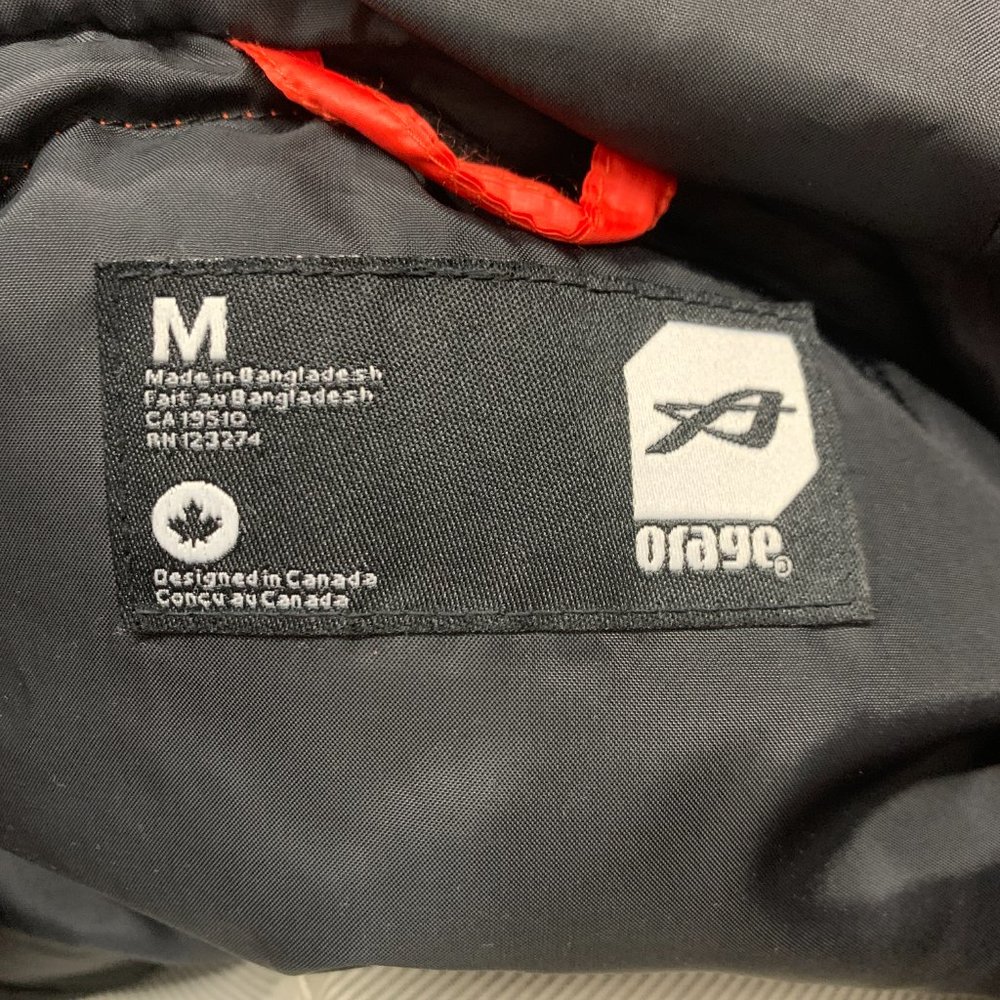 M
Made in Bangladesh
Fait au Bangladesh
CA 19510
RN 123274
Designed in Canada
Conçu au Canada
orage®